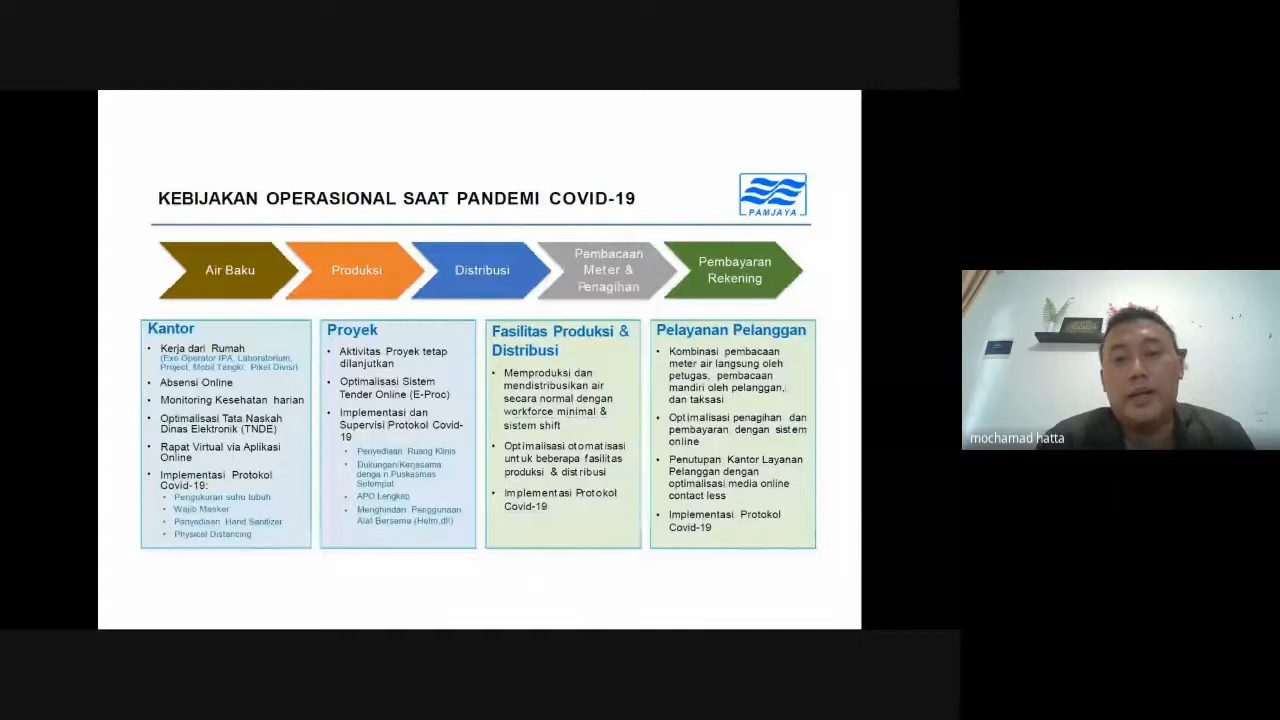 KEBIJAKAN OPERASIONAL SAAT PANDEMI COVID-19
PAMJAYA
Air Baku
Produksi
Distribusi
Pembacaan
Meter &
Penagihan
Pembayaran
Rekening
Kantor
• Kerja dari Rumah
(Exe Operator IPA, Laboratorium,
Project, Mobil Tangki, Piket Divisi)
• Absensi Online
• Monitoring Kesehatan harian
• Optimalisasi Tata Naskah
Dinas Elektronik (TNDE)
• Rapat Virtual via Aplikasi
Online
• Implementasi Protokol
Covid-19:
• Pengukuran suhu tubuh
• Wajib Masker
• Penyediaan Hand Sanitizer
• Physical Distancing
Proyek
• Aktivitas Proyek tetap
dilanjutkan
• Optimalisasi Sistem
Tender Online (E-Proc)
• Implementasi dan
Supervisi Protokol Covid-
19
• Penyediaan Ruang Klinis
• Dukungan/Kerjasama
dengan Puskesmas
Setempat
• APD Lengkap
• Menghindari Penggunaan
Alat Bersama (Helm,dll)
Fasilitas Produksi &
Distribusi
• Memproduksi dan
mendistribusikan air
secara normal dengan
workforce minimal &
sistem shift
• Optimalisasi otomatisasi
untuk beberapa fasilitas
produksi & distribusi
• Implementasi Protokol
Covid-19
Pelayanan Pelanggan
• Kombinasi pembacaan
meter air langsung oleh
petugas, pembacaan
mandiri oleh pelanggan,
dan taksasi
• Optimalisasi penagihan dan
pembayaran dengan sistem
online
• Penutupan Kantor Layanan
Pelanggan dengan
optimalisasi media online
contact less
• Implementasi Protokol
Covid-19
mochamad hatta